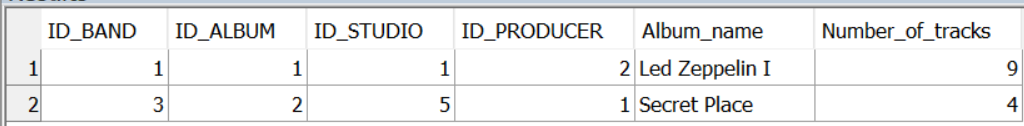 ID_BAND ID_ALBUM ID_STUDIO ID_PRODUCER Album_name Number_of_tracks
1 1 1 1 2 Led Zeppelin I 9
2 3 2 5 1 Secret Place 4